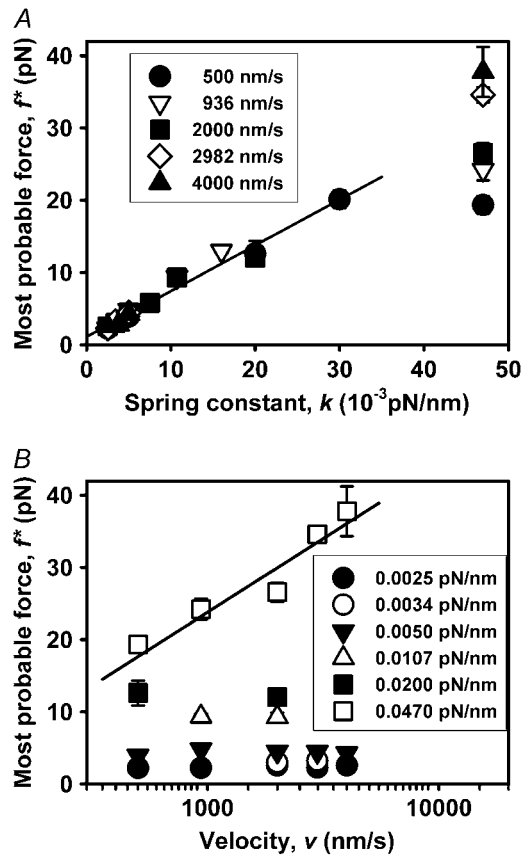 A
Most probable force, f* (pN)
40
30
20
10
0
500 nm/s
936 nm/s
2000 nm/s
2982 nm/s
4000 nm/s
0 10 20 30 40 50
Spring constant, k (10⁻³pN/nm)
B
Most probable force, f* (pN)
40
30
20
10
0
0.0025 pN/nm
0.0034 pN/nm
0.0050 pN/nm
0.0107 pN/nm
0.0200 pN/nm
0.0470 pN/nm
1000 10000
Velocity, v (nm/s)